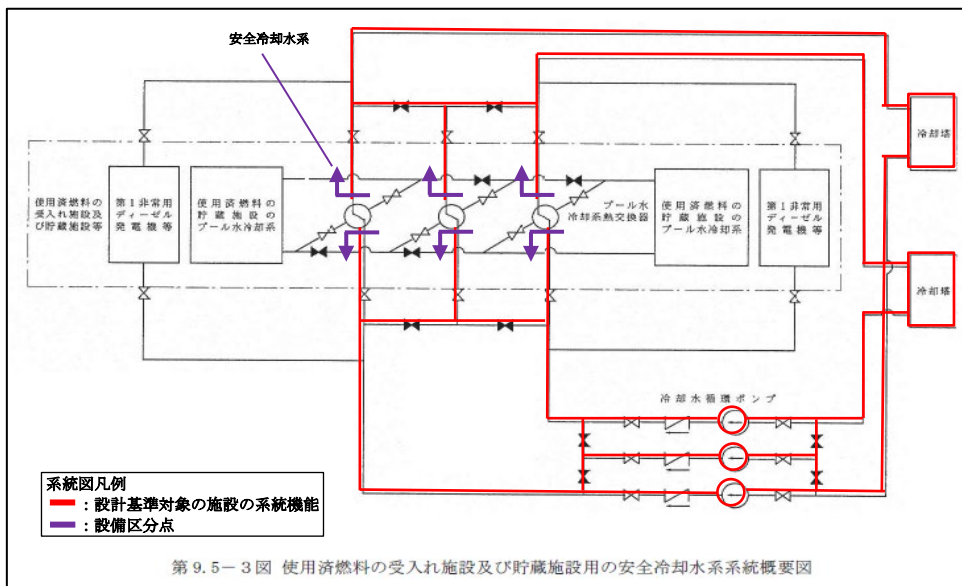 安全冷却水系
冷却塔
使用済燃料の
受入れ施設及
び貯蔵施設等
第1非常用
ディーゼル
発電機等
使用済燃料の
貯蔵施設の
プール水冷却系
プール水
冷却系熱交換器
使用済燃料の
貯蔵施設の
プール水冷却系
第1非常用
ディーゼル
発電機等
冷却塔
冷却水循環ポンプ
系統図凡例
：設計基準対象の施設の系統機能
：設備区分点
第9.5－3図 使用済燃料の受入れ施設及び貯蔵施設用の安全冷却水系系統概要図